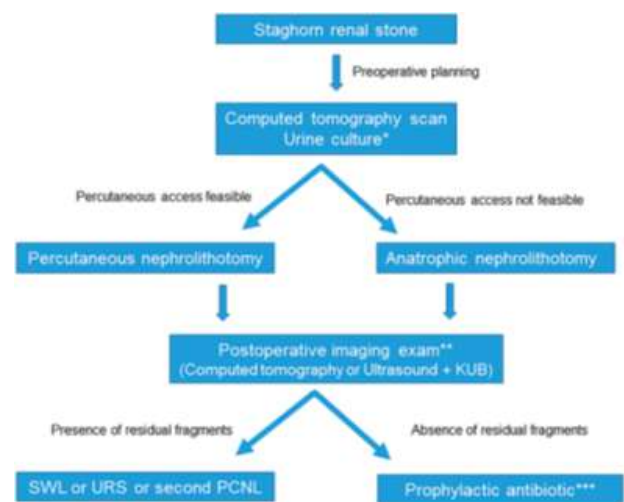 Staghorn renal stone
Preoperative planning
Computed tomography scan
Urine culture*
Percutaneous access feasible
Percutaneous access not feasible
Percutaneous nephrolithotomy
Anatrophic nephrolithotomy
Postoperative imaging exam**
(Computed tomography or Ultrasound + KUB)
Presence of residual fragments
Absence of residual fragments
SWL or URS or second PCNL
Prophylactic antibiotic***